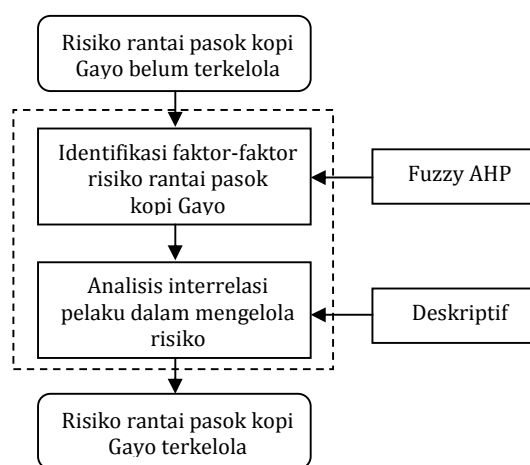 Risiko rantai pasok kopi
Gayo belum terkelola
Identifikasi faktor-faktor
risiko rantai pasok
kopi Gayo
Fuzzy AHP
Analisis interrelasi
pelaku dalam mengelola
risiko
Deskriptif
Risiko rantai pasok kopi
Gayo terkelola